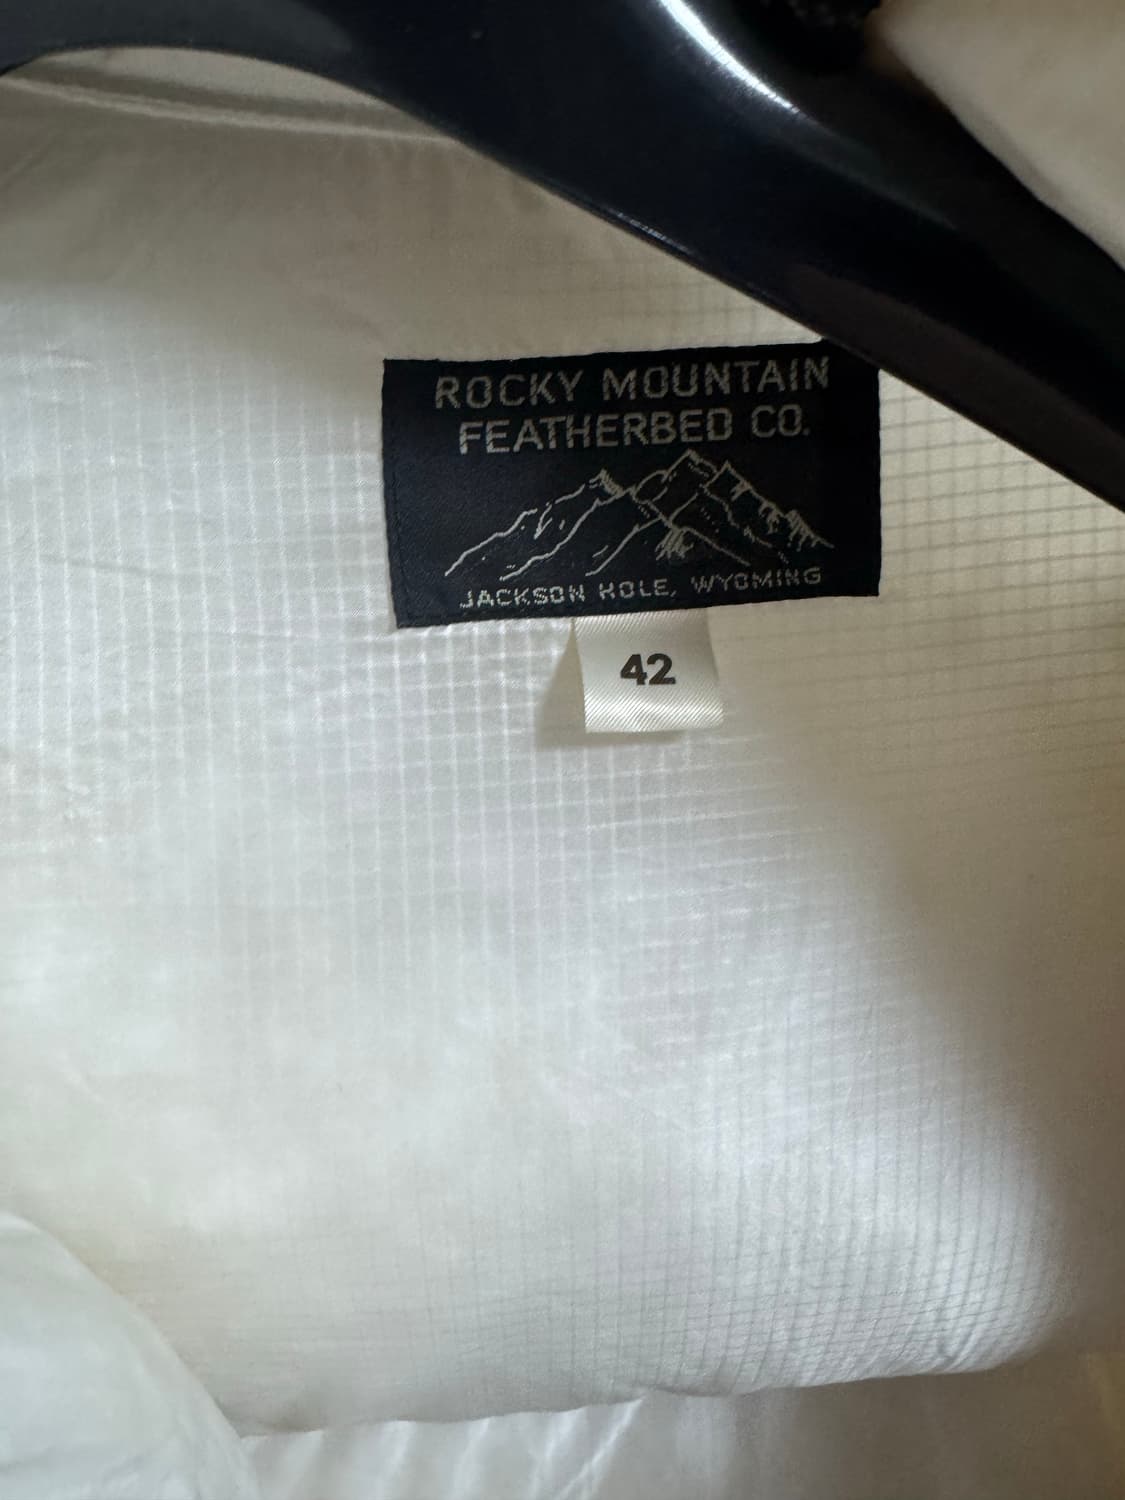 ROCKY MOUNTAIN
FEATHERBED CO.
JACKSON HOLE, WYOMING
42